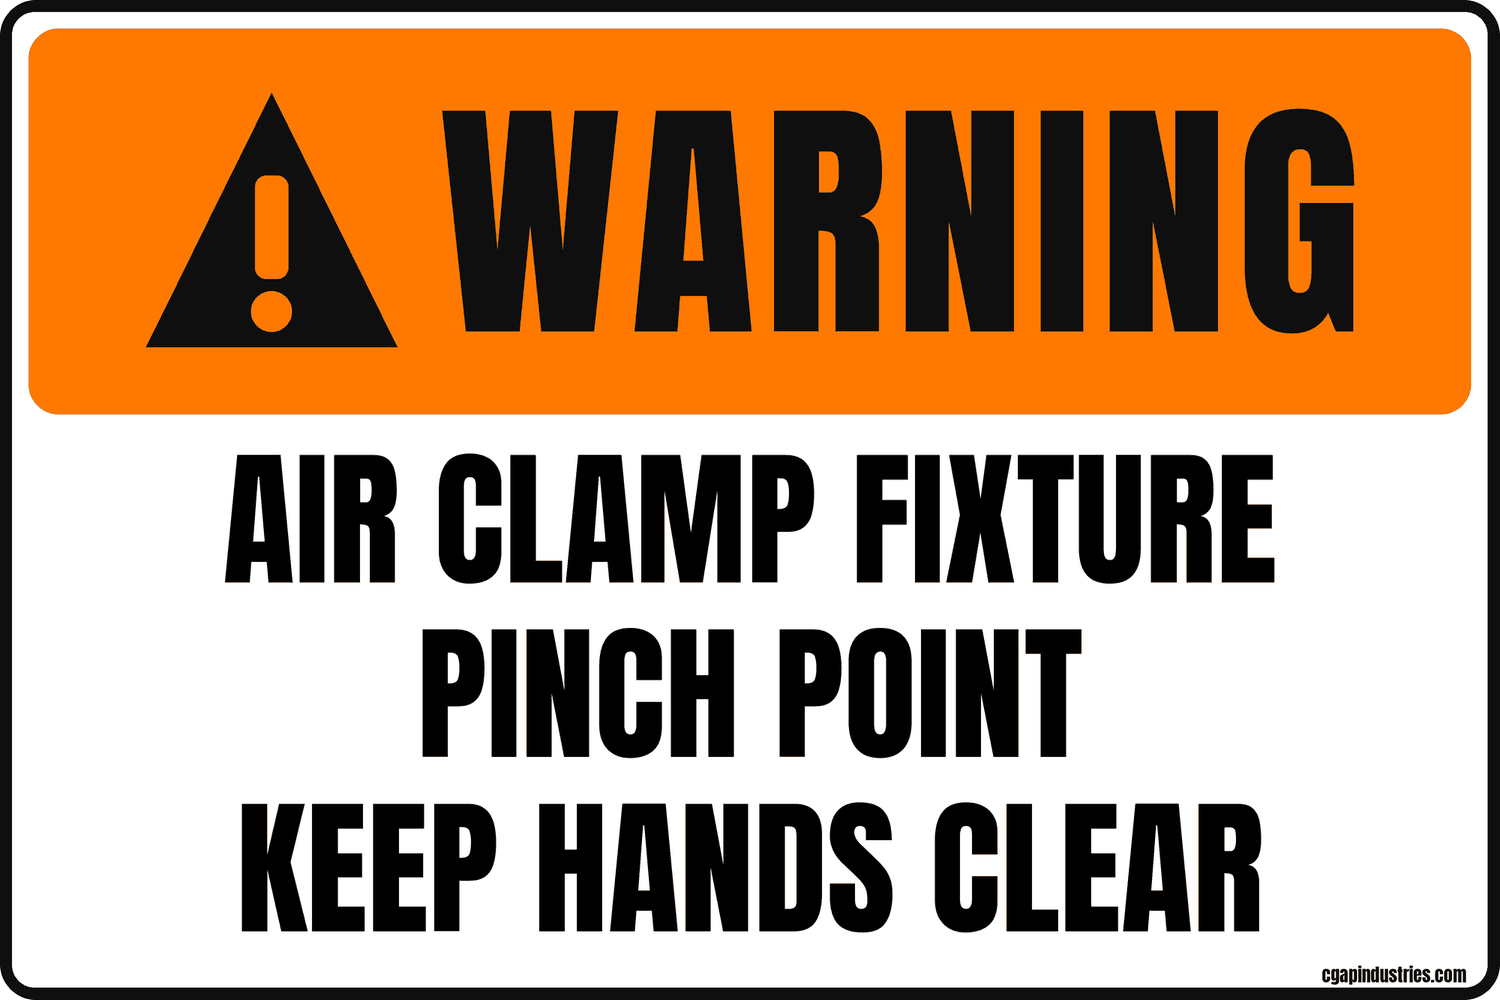 WARNING
AIR CLAMP FIXTURE
PINCH POINT
KEEP HANDS CLEAR
cgapindustries.com